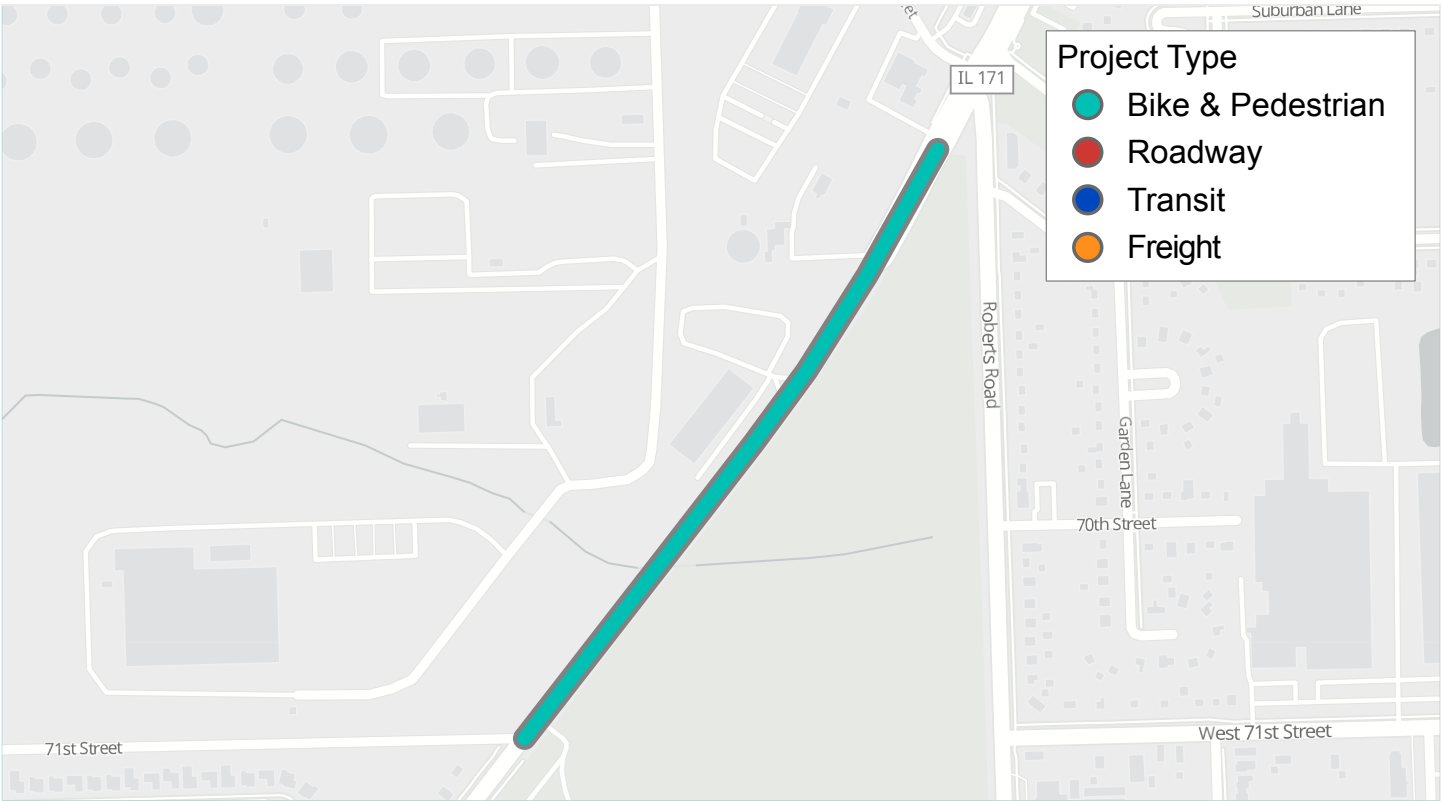 Suburban Lane
Project Type
IL 171
Bike & Pedestrian
Roadway
Transit
Freight
Roberts Road
Garden Lane
70th Street
71st Street
West 71st Street